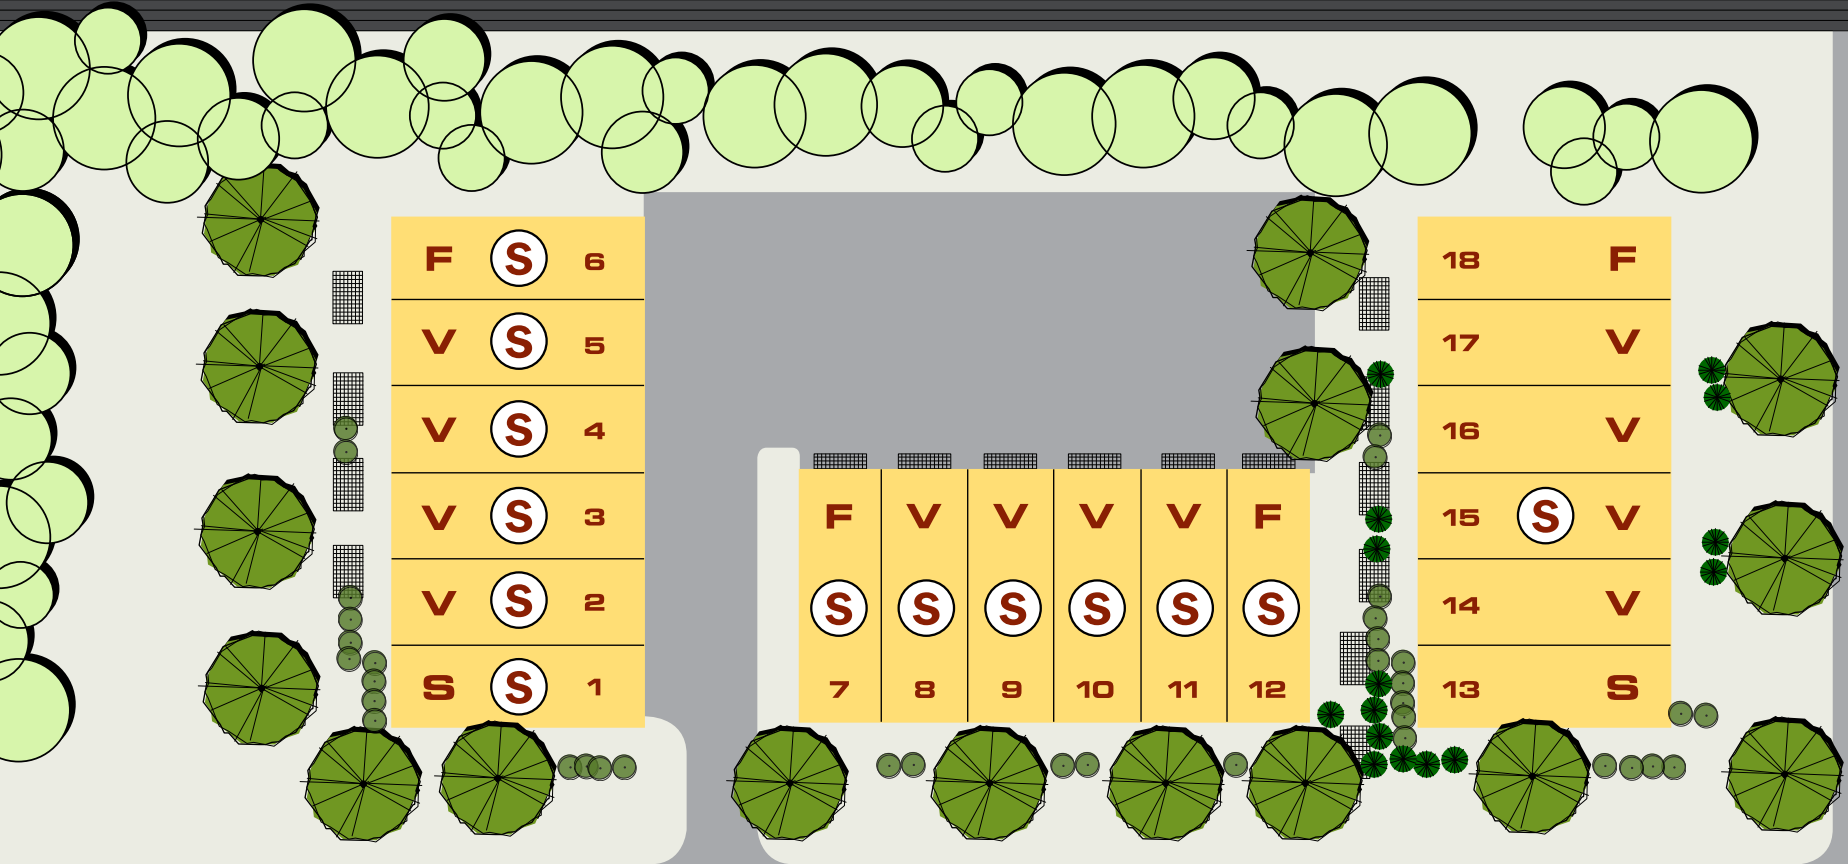 F S 6
V S 5
V S 4
V S 3
V S 2
S S 1
F V V V V F
S S S S S S
7 8 9 10 11 12
18 F
17 V
16 V
15 S V
14 V
13 S